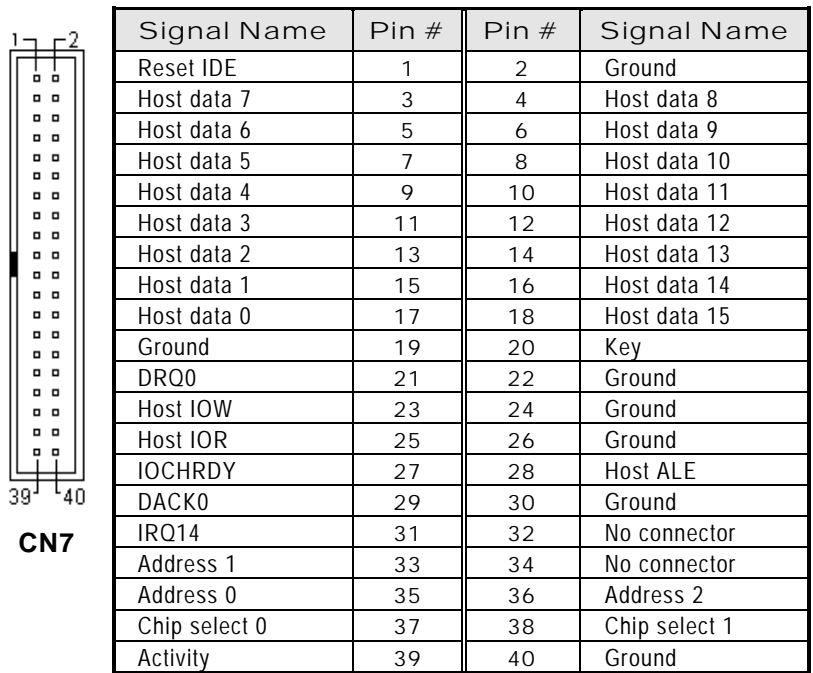 1 2
39 40
CN7
Signal Name Pin # Pin # Signal Name
Reset IDE 1 2 Ground
Host data 7 3 4 Host data 8
Host data 6 5 6 Host data 9
Host data 5 7 8 Host data 10
Host data 4 9 10 Host data 11
Host data 3 11 12 Host data 12
Host data 2 13 14 Host data 13
Host data 1 15 16 Host data 14
Host data 0 17 18 Host data 15
Ground 19 20 Key
DRQ0 21 22 Ground
Host IOW 23 24 Ground
Host IOR 25 26 Ground
IOCHRDY 27 28 Host ALE
DACK0 29 30 Ground
IRQ14 31 32 No connector
Address 1 33 34 No connector
Address 0 35 36 Address 2
Chip select 0 37 38 Chip select 1
Activity 39 40 Ground